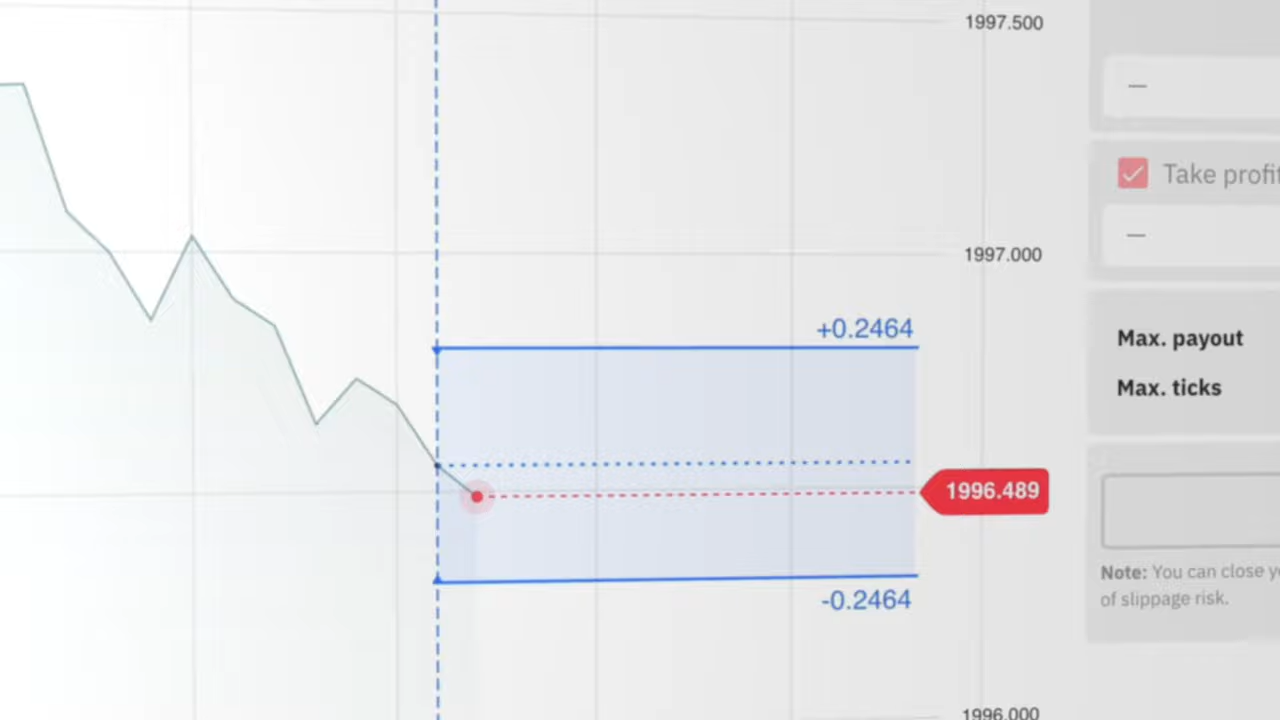 1997.500
—
Take profit
—
1997.000
+0.2464
Max. payout
Max. ticks
1996.489
-0.2464
Note: You can close
of slippage risk.
1996.000